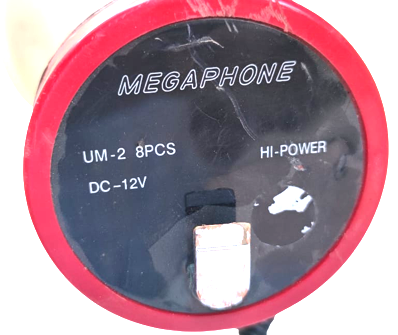 MEGAPHONE
UM-2 8PCS
HI-POWER
DC-12V